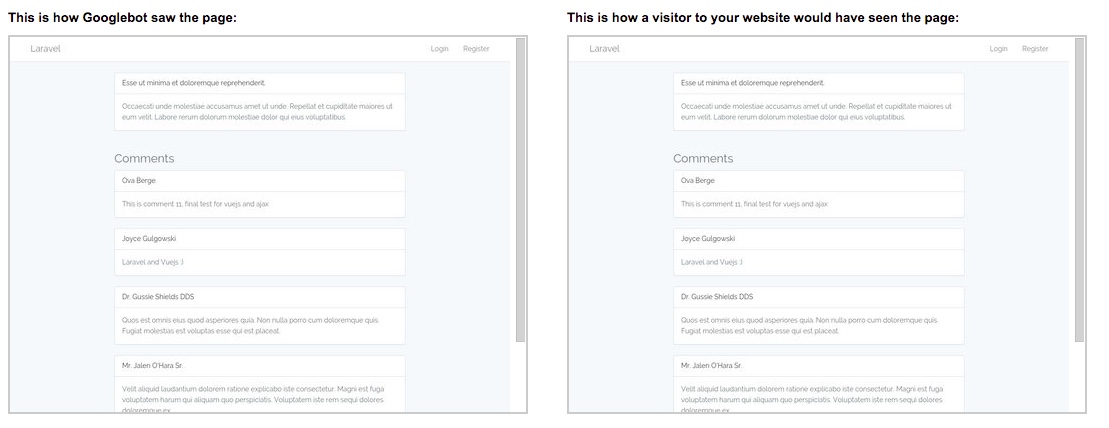 This is how Googlebot saw the page:
Laravel
Login Register
Esse ut minima et doloremque reprehenderit.
Occaecati unde molestiae accusamus amet ut unde. Repellat et cupiditate maiores ut
eum velit. Labore rerum dolorum molestiae dolor qui eius voluptatibus.
Comments
Ova Berge
This is comment 11, final test for vuejs and ajax
Joyce Gulgowski
Laravel and Vuejs :)
Dr. Gussie Shields DDS
Quos est omnis eius quod asperiores quia. Non nulla porro cum doloremque quis.
Fugiat molestias est voluptas esse qui est placeat.
Mr. Jalen O'Hara Sr.
Velit aliquid laudantium dolorem ratione explicabo iste consectetur. Magni est fuga
voluptatem harum qui aliquam quo perspiciatis. Voluptatem iste rem sequi dolores
doloremque ex
This is how a visitor to your website would have seen the page:
Laravel
Login Register
Esse ut minima et doloremque reprehenderit.
Occaecati unde molestiae accusamus amet ut unde. Repellat et cupiditate maiores ut
eum velit. Labore rerum dolorum molestiae dolor qui eius voluptatibus.
Comments
Ova Berge
This is comment 11, final test for vuejs and ajax
Joyce Gulgowski
Laravel and Vuejs :)
Dr. Gussie Shields DDS
Quos est omnis eius quod asperiores quia. Non nulla porro cum doloremque quis.
Fugiat molestias est voluptas esse qui est placeat.
Mr. Jalen O'Hara Sr.
Velit aliquid laudantium dolorem ratione explicabo iste consectetur. Magni est fuga
voluptatem harum qui aliquam quo perspiciatis. Voluptatem iste rem sequi dolores
doloremque ex